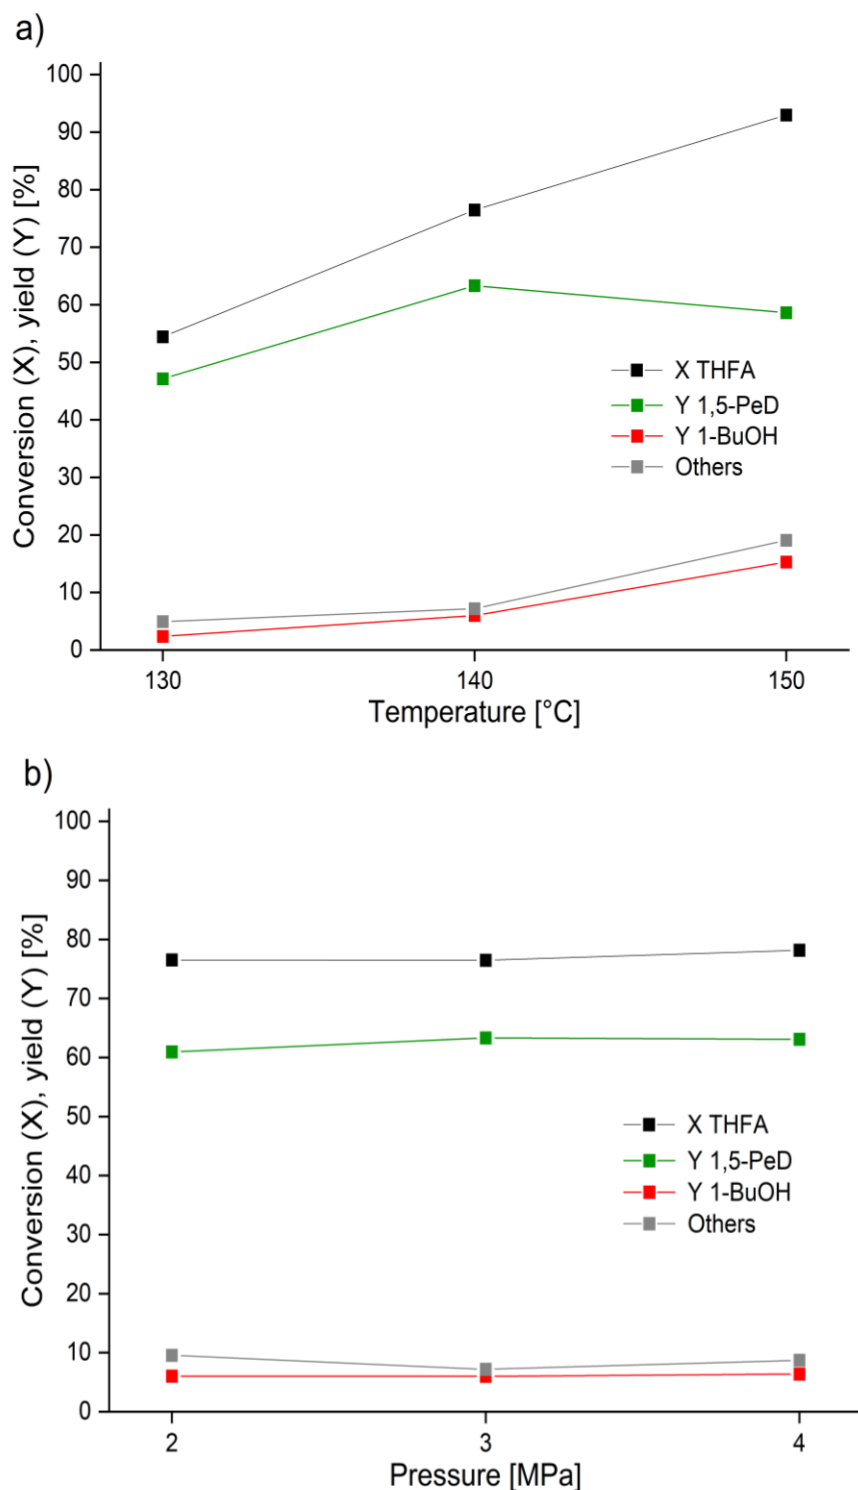 a)
Conversion (X), yield (Y) [%]
100
90
80
70
60
50
40
30
20
10
0
X THFA
Y 1,5-PeD
Y 1-BuOH
Others
130
140
150
Temperature [°C]
b)
Conversion (X), yield (Y) [%]
100
90
80
70
60
50
40
30
20
10
0
X THFA
Y 1,5-PeD
Y 1-BuOH
Others
2
3
4
Pressure [MPa]